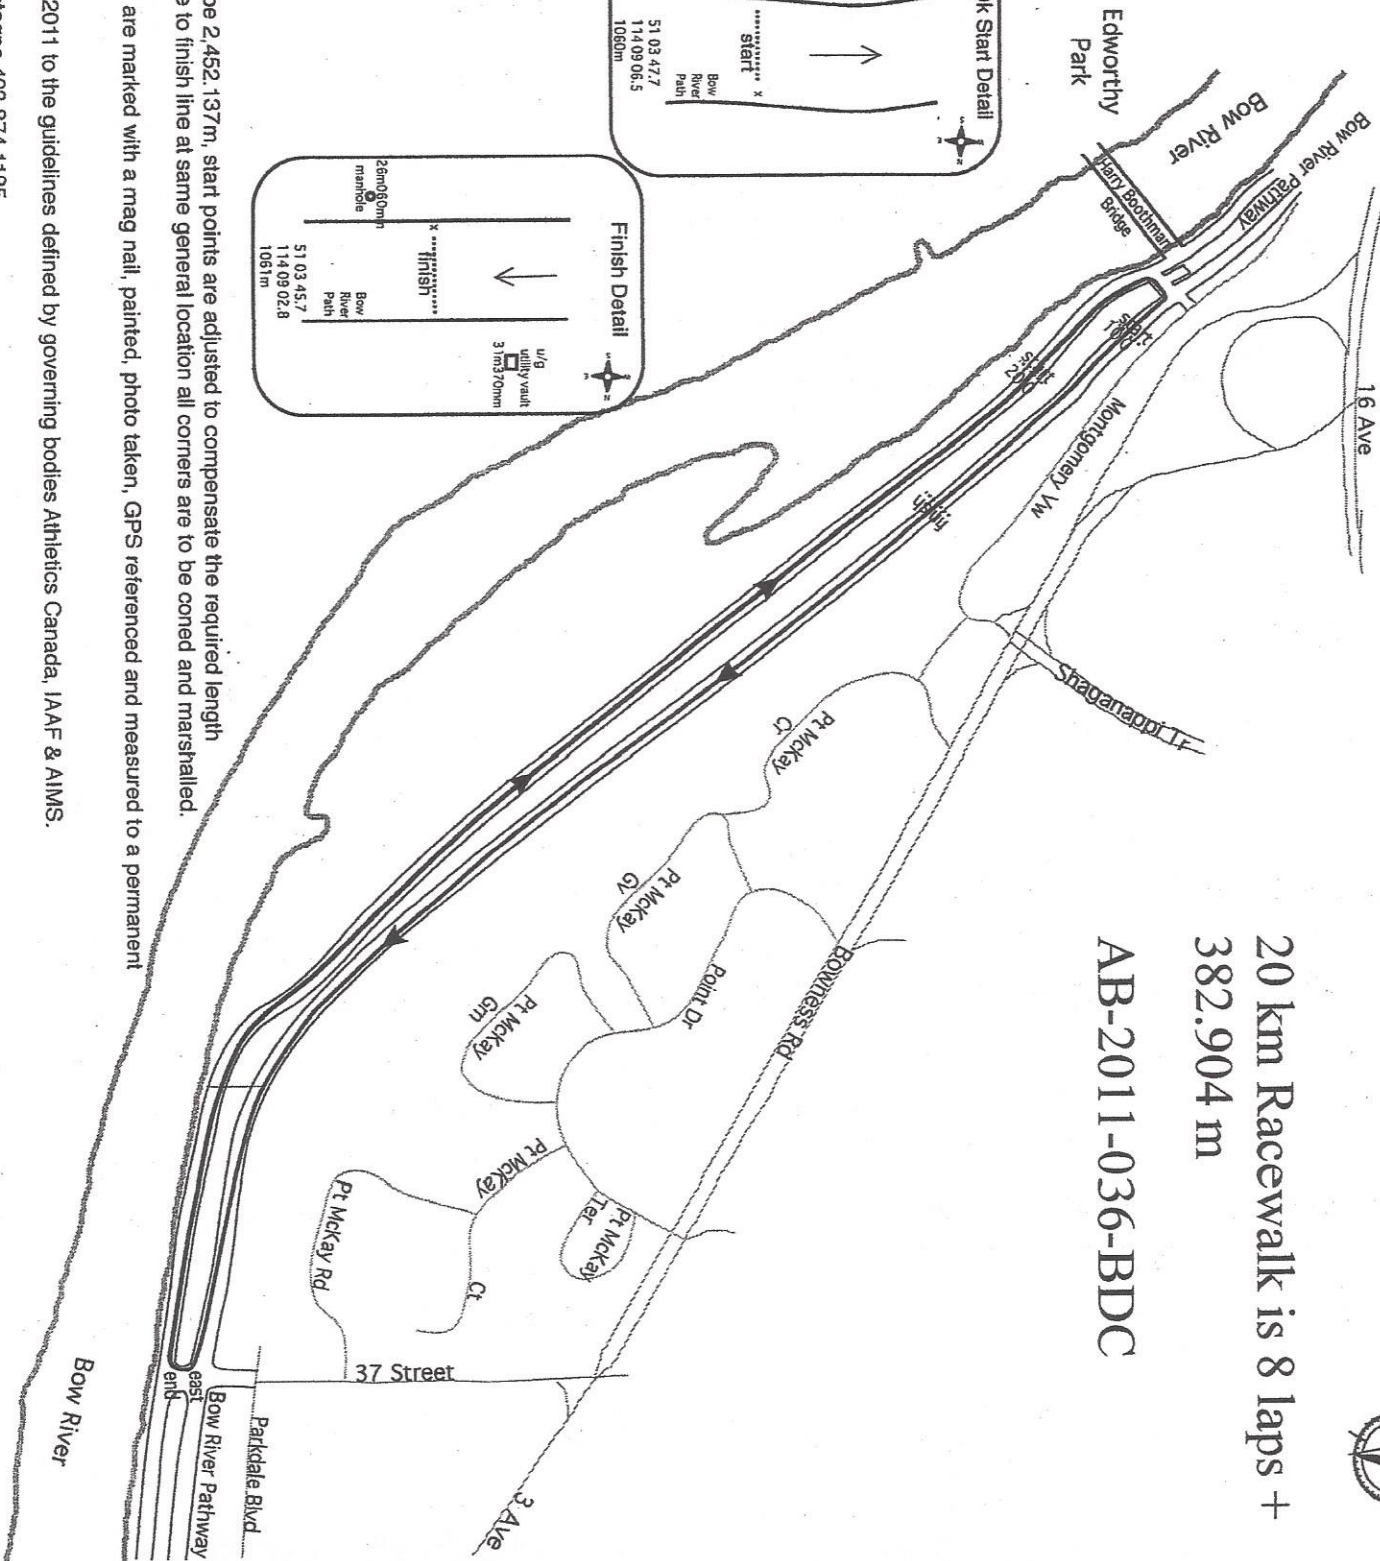 20 km Racewalk is 8 laps +
382.904 m
AB-2011-036-BDC
16 Ave
Bow River Pathway
Bow River
Edworthy
Park
Harry Boothman
Bridge
start
10 0
start
20 0
finish
Montgomery Vw
Shaganappi Tr
Pt McKay
Cr
Pt McKay
Gv
Point Dr
Bowness Rd
Pt McKay
Grn
Pt McKay
Ct
Pt McKay
Ter
Pt McKay Rd
37 Street
3 Ave
Parkdale Blvd
Bow River Pathway
east
end
Bow River
k Start Detail
start
x
Bow
River
Path
51 03 47.7
114 09 06.5
1060m
Finish Detail
u/g
utility vault
31m370mm
x
finish
26m060mm
manhole
Bow
River
Path
51 03 45.7
114 09 02.8
1061m
be 2,452.137m, start points are adjusted to compensate the required length
e to finish line at same general location all corners are to be coned and marshalled.
are marked with a mag nail, painted, photo taken, GPS referenced and measured to a permanent
2011 to the guidelines defined by governing bodies Athletics Canada, IAAF & AIMS.